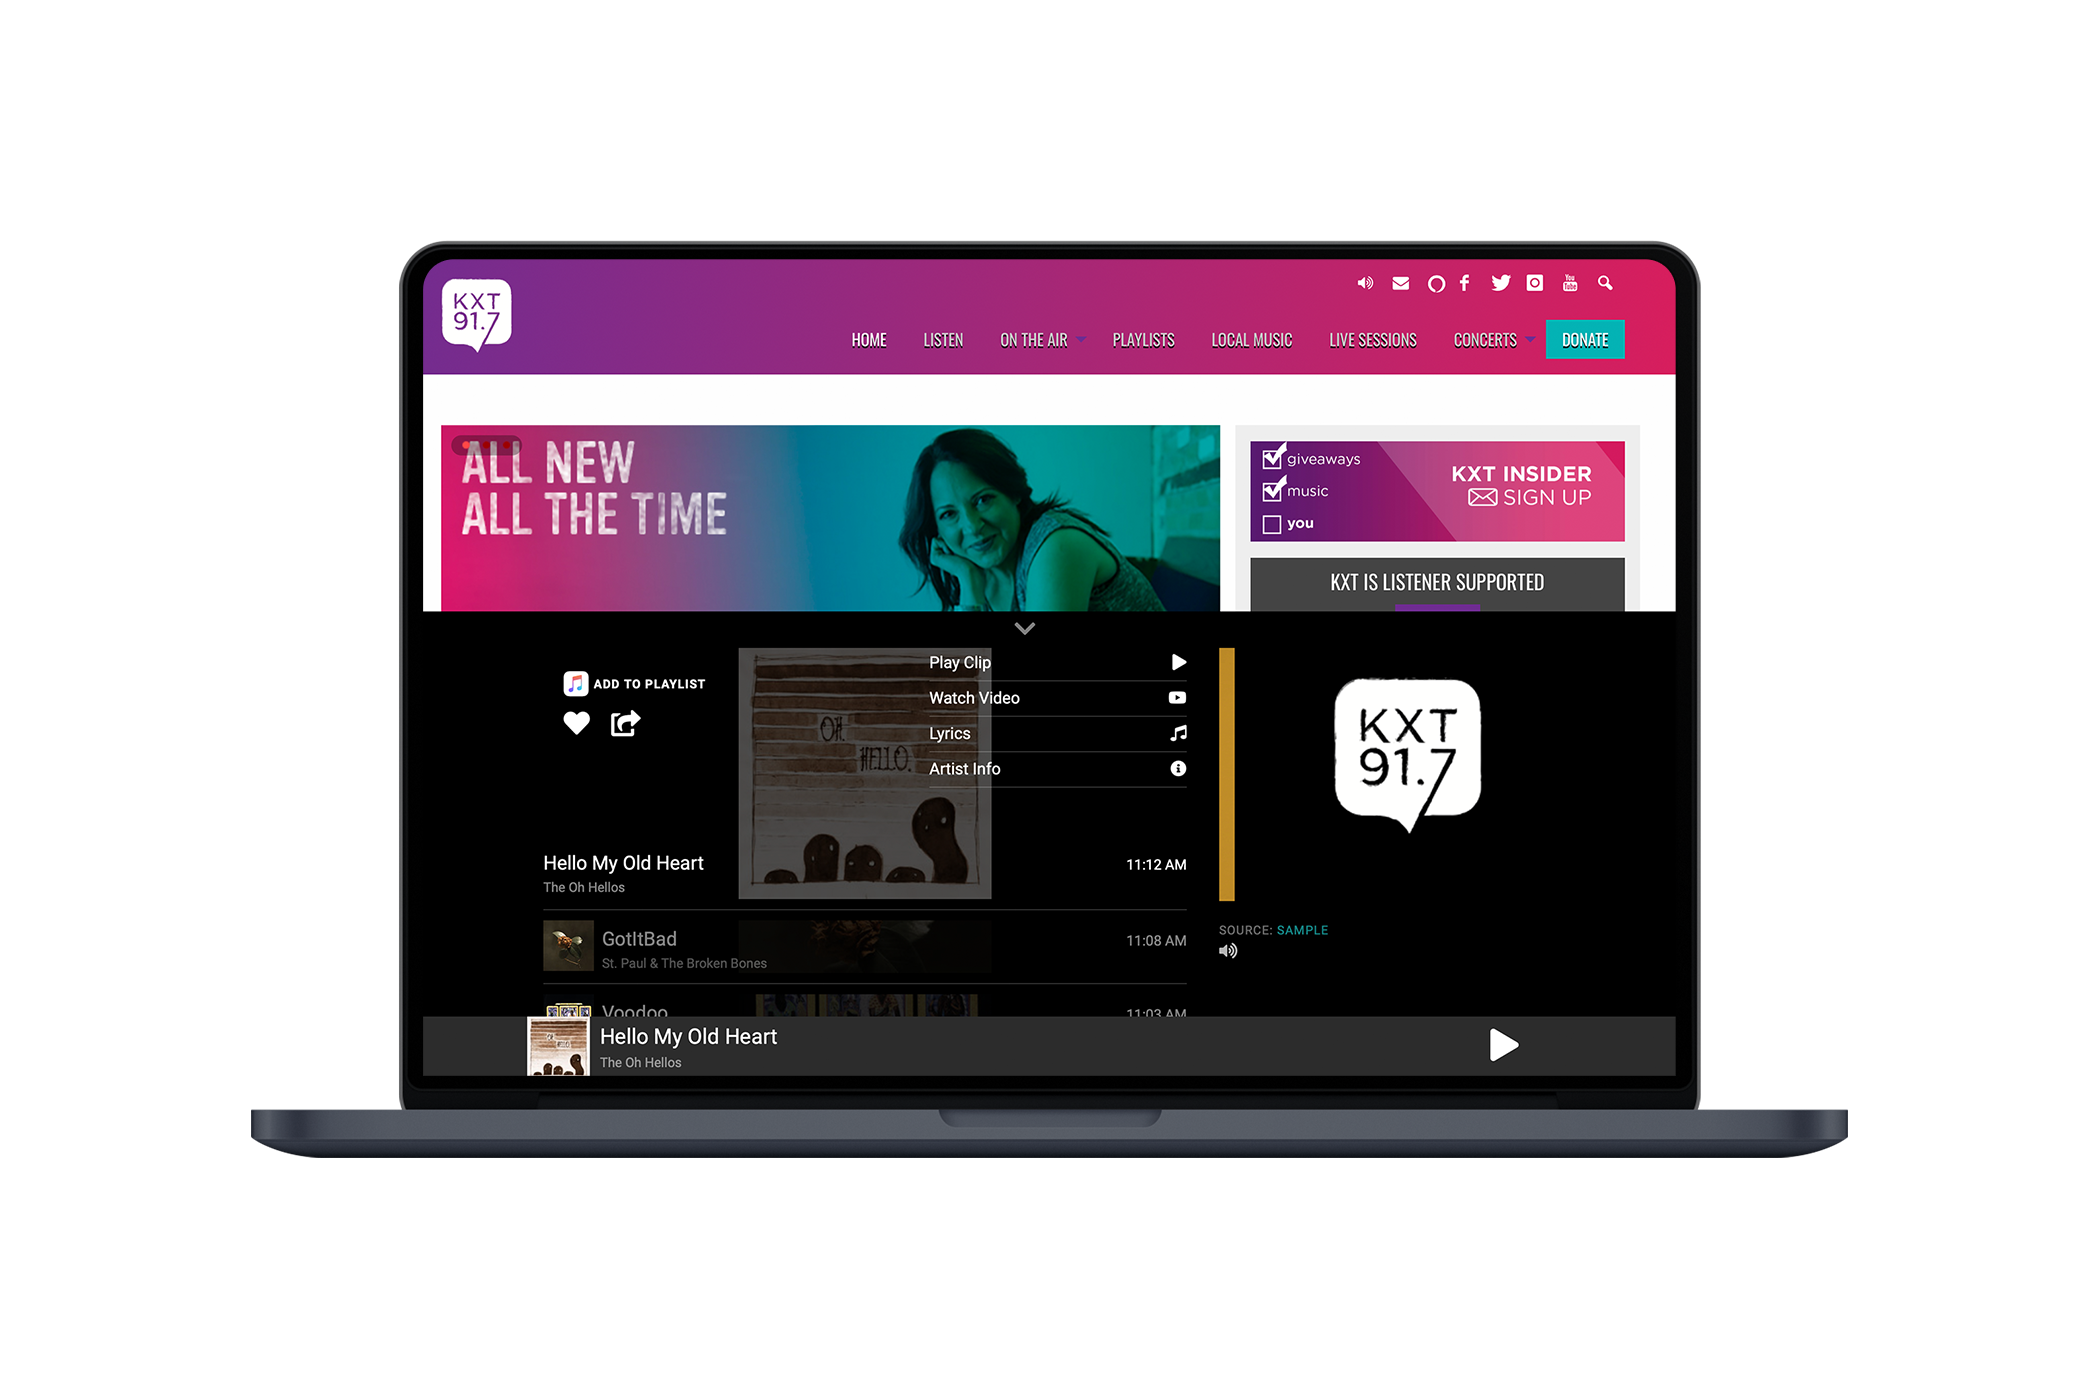 KXT
91.7
You
Tube
HOME
LISTEN
ON THE AIR
PLAYLISTS
LOCAL MUSIC
LIVE SESSIONS
CONCERTS
DONATE
ALL NEW
ALL THE TIME
giveaways
music
you
KXT INSIDER
SIGN UP
KXT IS LISTENER SUPPORTED
ADD TO PLAYLIST
OH,
HELLO.
Play Clip
Watch Video
Lyrics
Artist Info
KXT
91.7
Hello My Old Heart
11:12 AM
The Oh Hellos
GotItBad
11:08 AM
St. Paul & The Broken Bones
SOURCE: SAMPLE
Voodoo
11:03 AM
Hello My Old Heart
The Oh Hellos